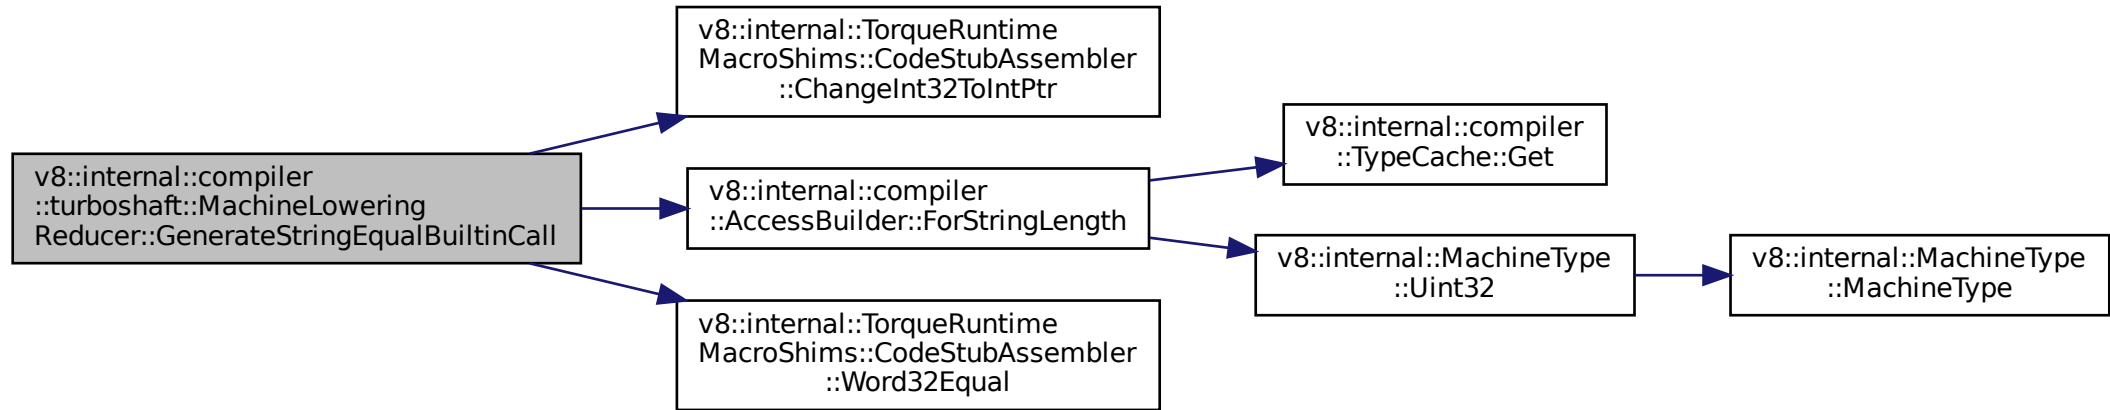 v8::internal::compiler
::turboshaft::MachineLowering
Reducer::GenerateStringEqualBuiltinCall
v8::internal::TorqueRuntime
MacroShims::CodeStubAssembler
::ChangeInt32ToIntPtr
v8::internal::compiler
::AccessBuilder::ForStringLength
v8::internal::TorqueRuntime
MacroShims::CodeStubAssembler
::Word32Equal
v8::internal::compiler
::TypeCache::Get
v8::internal::MachineType
::Uint32
v8::internal::MachineType
::MachineType